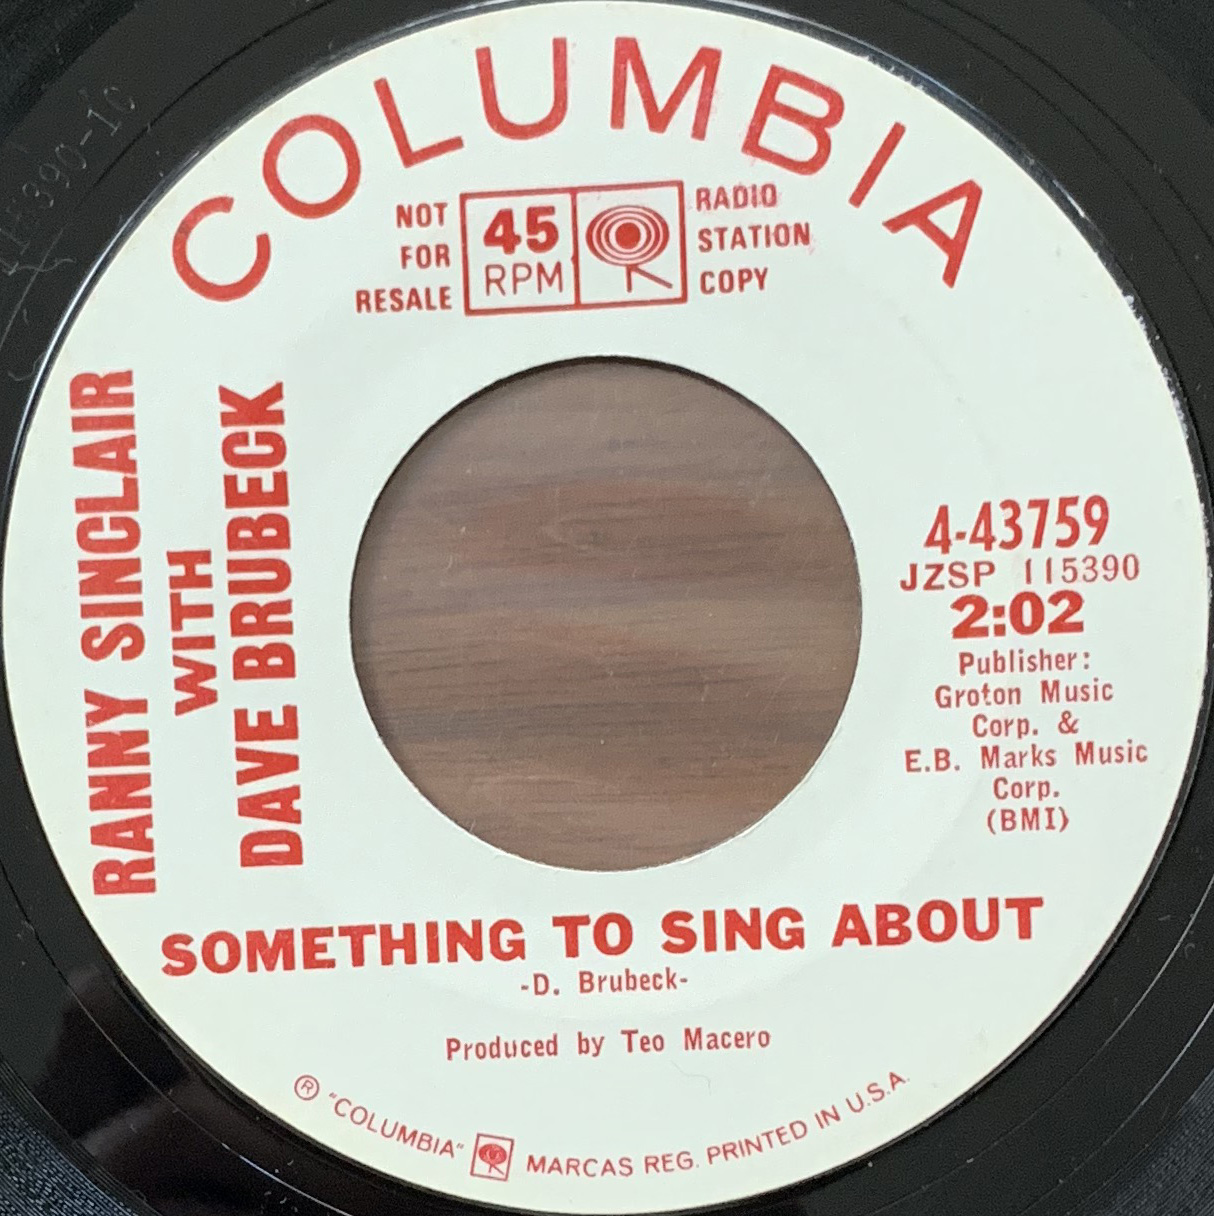 COLUMBIA
NOT
FOR
RESALE
45
RPM
RADIO
STATION
COPY
RANNY SINCLAIR
WITH
DAVE BRUBECK
4-43759
JZSP 115390
2:02
Publisher:
Groton Music
Corp. &
E.B. Marks Music
Corp.
(BMI)
SOMETHING TO SING ABOUT
-D. Brubeck-
Produced by Teo Macero
® "COLUMBIA" MARCAS REG. PRINTED IN U.S.A.